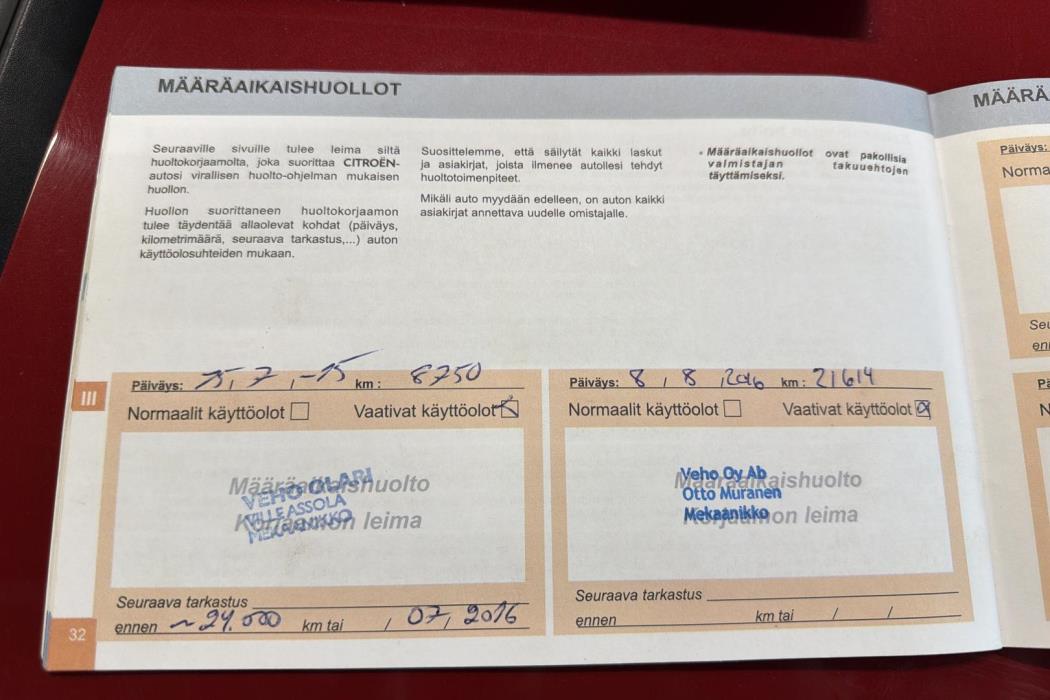 MÄÄRÄAIKAISHUOLLOT
Seuraaville sivuille tulee leima siltä
huoltokorjaamolta, joka suorittaa CITROËN-
autosi virallisen huolto-ohjelman mukaisen
huollon.
Huollon suorittaneen huoltokorjaamon
tulee täydentää allaolevat kohdat (päiväys,
kilometrimäärä, seuraava tarkastus,...) auton
käyttöolosuhteiden mukaan.
Suosittelemme, että säilytät kaikki laskut
ja asiakirjat, joista ilmenee autollesi tehdyt
huoltotoimenpiteet.
Mikäli auto myydään edelleen, on auton kaikki
asiakirjat annettava uudelle omistajalle.
• Määräaikaishuollot ovat pakollisia
valmistajan takuuehtojen
täyttämiseksi.
III
Päiväys: 15, 7, -15 km: 8750
Normaalit käyttöolot Vaativat käyttöolot
Määräaikaishuolto
Korjaamon leima
VEHO OLARI
VILLE ASSOLA
MEKAANIKKO
Seuraava tarkastus
ennen ~24.000 km tai / 07, 2016
Päiväys: 8 / 8 /2016 km: 21614
Normaalit käyttöolot Vaativat käyttöolot
Määräaikaishuolto
Korjaamon leima
Veho Oy Ab
Otto Muranen
Mekaanikko
Seuraava tarkastus
ennen km tai / /
32
MÄÄRÄ
Päiväys:
Norma
Seu
en
Pä
N